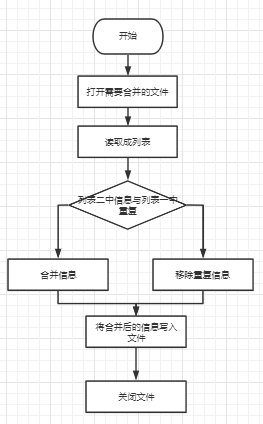 开始
打开需要合并的文件
读取成列表
列表二中信息与列表一中
重复
合并信息
移除重复信息
将合并后的信息写入
文件
关闭文件